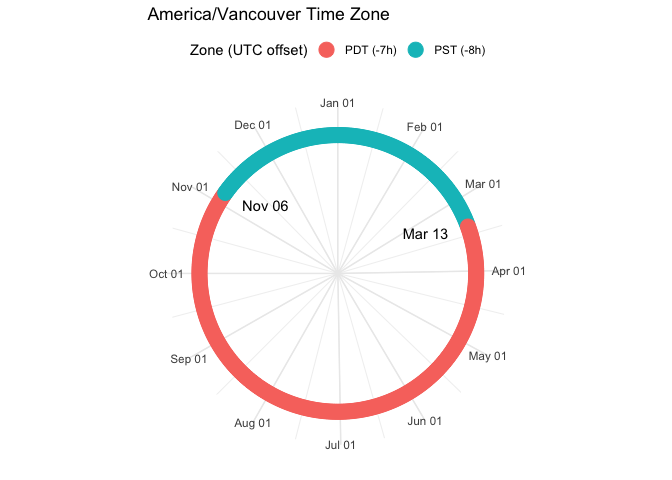 America/Vancouver Time Zone
Zone (UTC offset) PDT (-7h) PST (-8h)
Jan 01
Feb 01
Mar 01
Apr 01
May 01
Jun 01
Jul 01
Aug 01
Sep 01
Oct 01
Nov 01
Dec 01
Nov 06
Mar 13